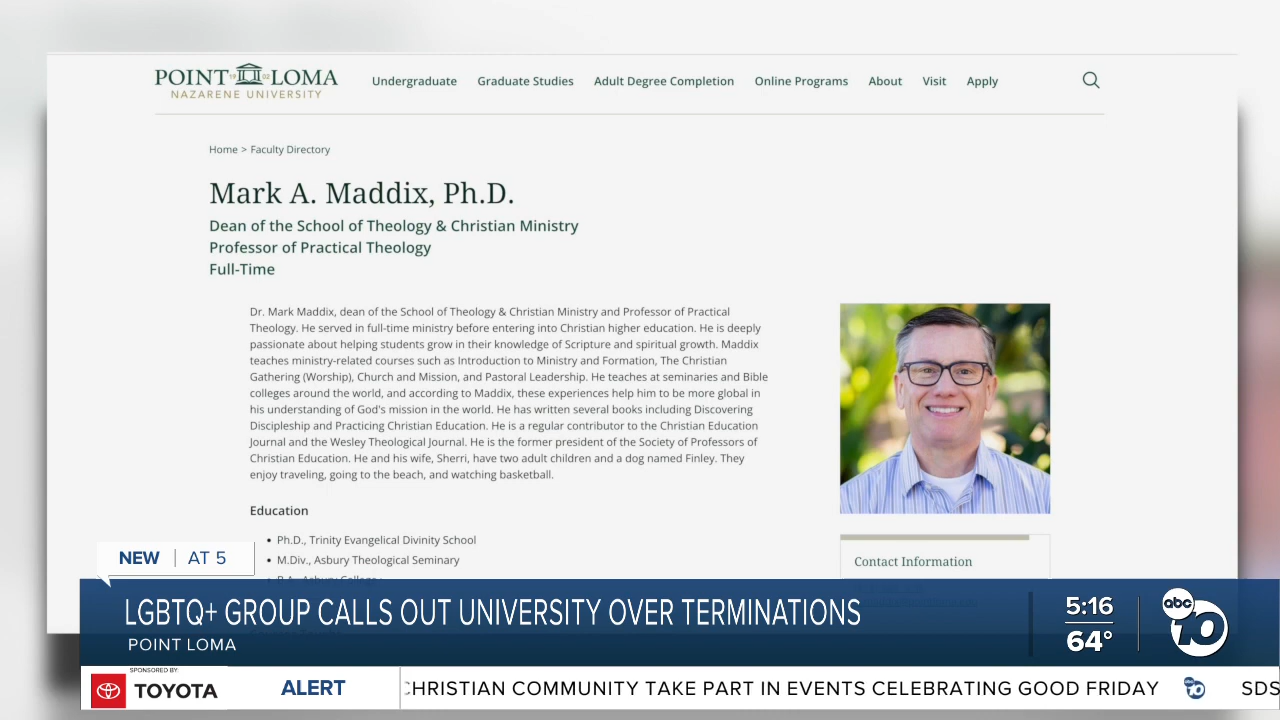 POINT LOMA
1902
NAZARENE UNIVERSITY
Undergraduate Graduate Studies Adult Degree Completion Online Programs About Visit Apply
Home > Faculty Directory
Mark A. Maddix, Ph.D.
Dean of the School of Theology & Christian Ministry
Professor of Practical Theology
Full-Time
Dr. Mark Maddix, dean of the School of Theology & Christian Ministry and Professor of Practical
Theology. He served in full-time ministry before entering into Christian higher education. He is deeply
passionate about helping students grow in their knowledge of Scripture and spiritual growth. Maddix
teaches ministry-related courses such as Introduction to Ministry and Formation, The Christian
Gathering (Worship), Church and Mission, and Pastoral Leadership. He teaches at seminaries and Bible
colleges around the world, and according to Maddix, these experiences help him to be more global in
his understanding of God's mission in the world. He has written several books including Discovering
Discipleship and Practicing Christian Education. He is a regular contributor to the Christian Education
Journal and the Wesley Theological Journal. He is the former president of the Society of Professors of
Christian Education. He and his wife, Sherri, have two adult children and a dog named Finley. They
enjoy traveling, going to the beach, and watching basketball.
Education
• Ph.D., Trinity Evangelical Divinity School
• M.Div., Asbury Theological Seminary
• B.A., Asbury College
Contact Information
NEW | AT 5
LGBTQ+ GROUP CALLS OUT UNIVERSITY OVER TERMINATIONS
POINT LOMA
5:16
64°
abc 10
SPONSORED BY:
TOYOTA
ALERT
CHRISTIAN COMMUNITY TAKE PART IN EVENTS CELEBRATING GOOD FRIDAY abc 10 SDS